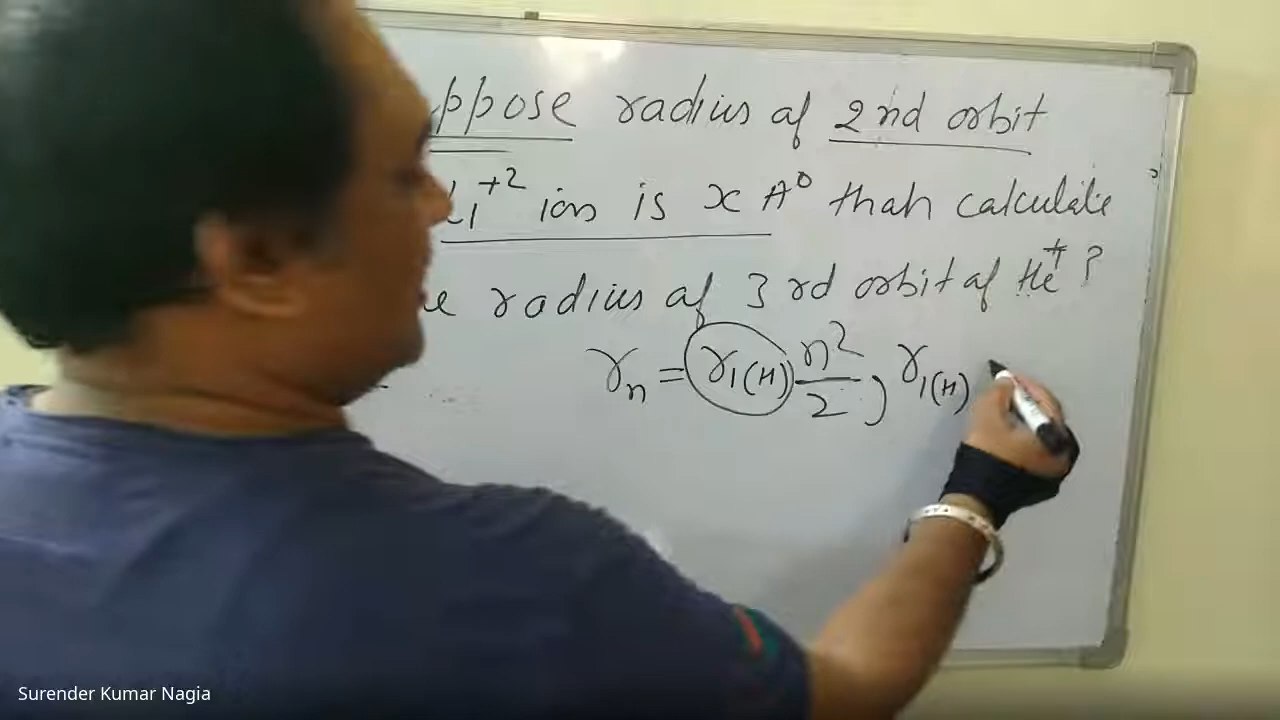 ppose radius of 2nd orbit
Li⁺² ion is x A⁰ than calculate
e radius of 3rd orbit of He⁺?
rₙ = r₁(H) n²/2, r₁(H)
Surender Kumar Nagia